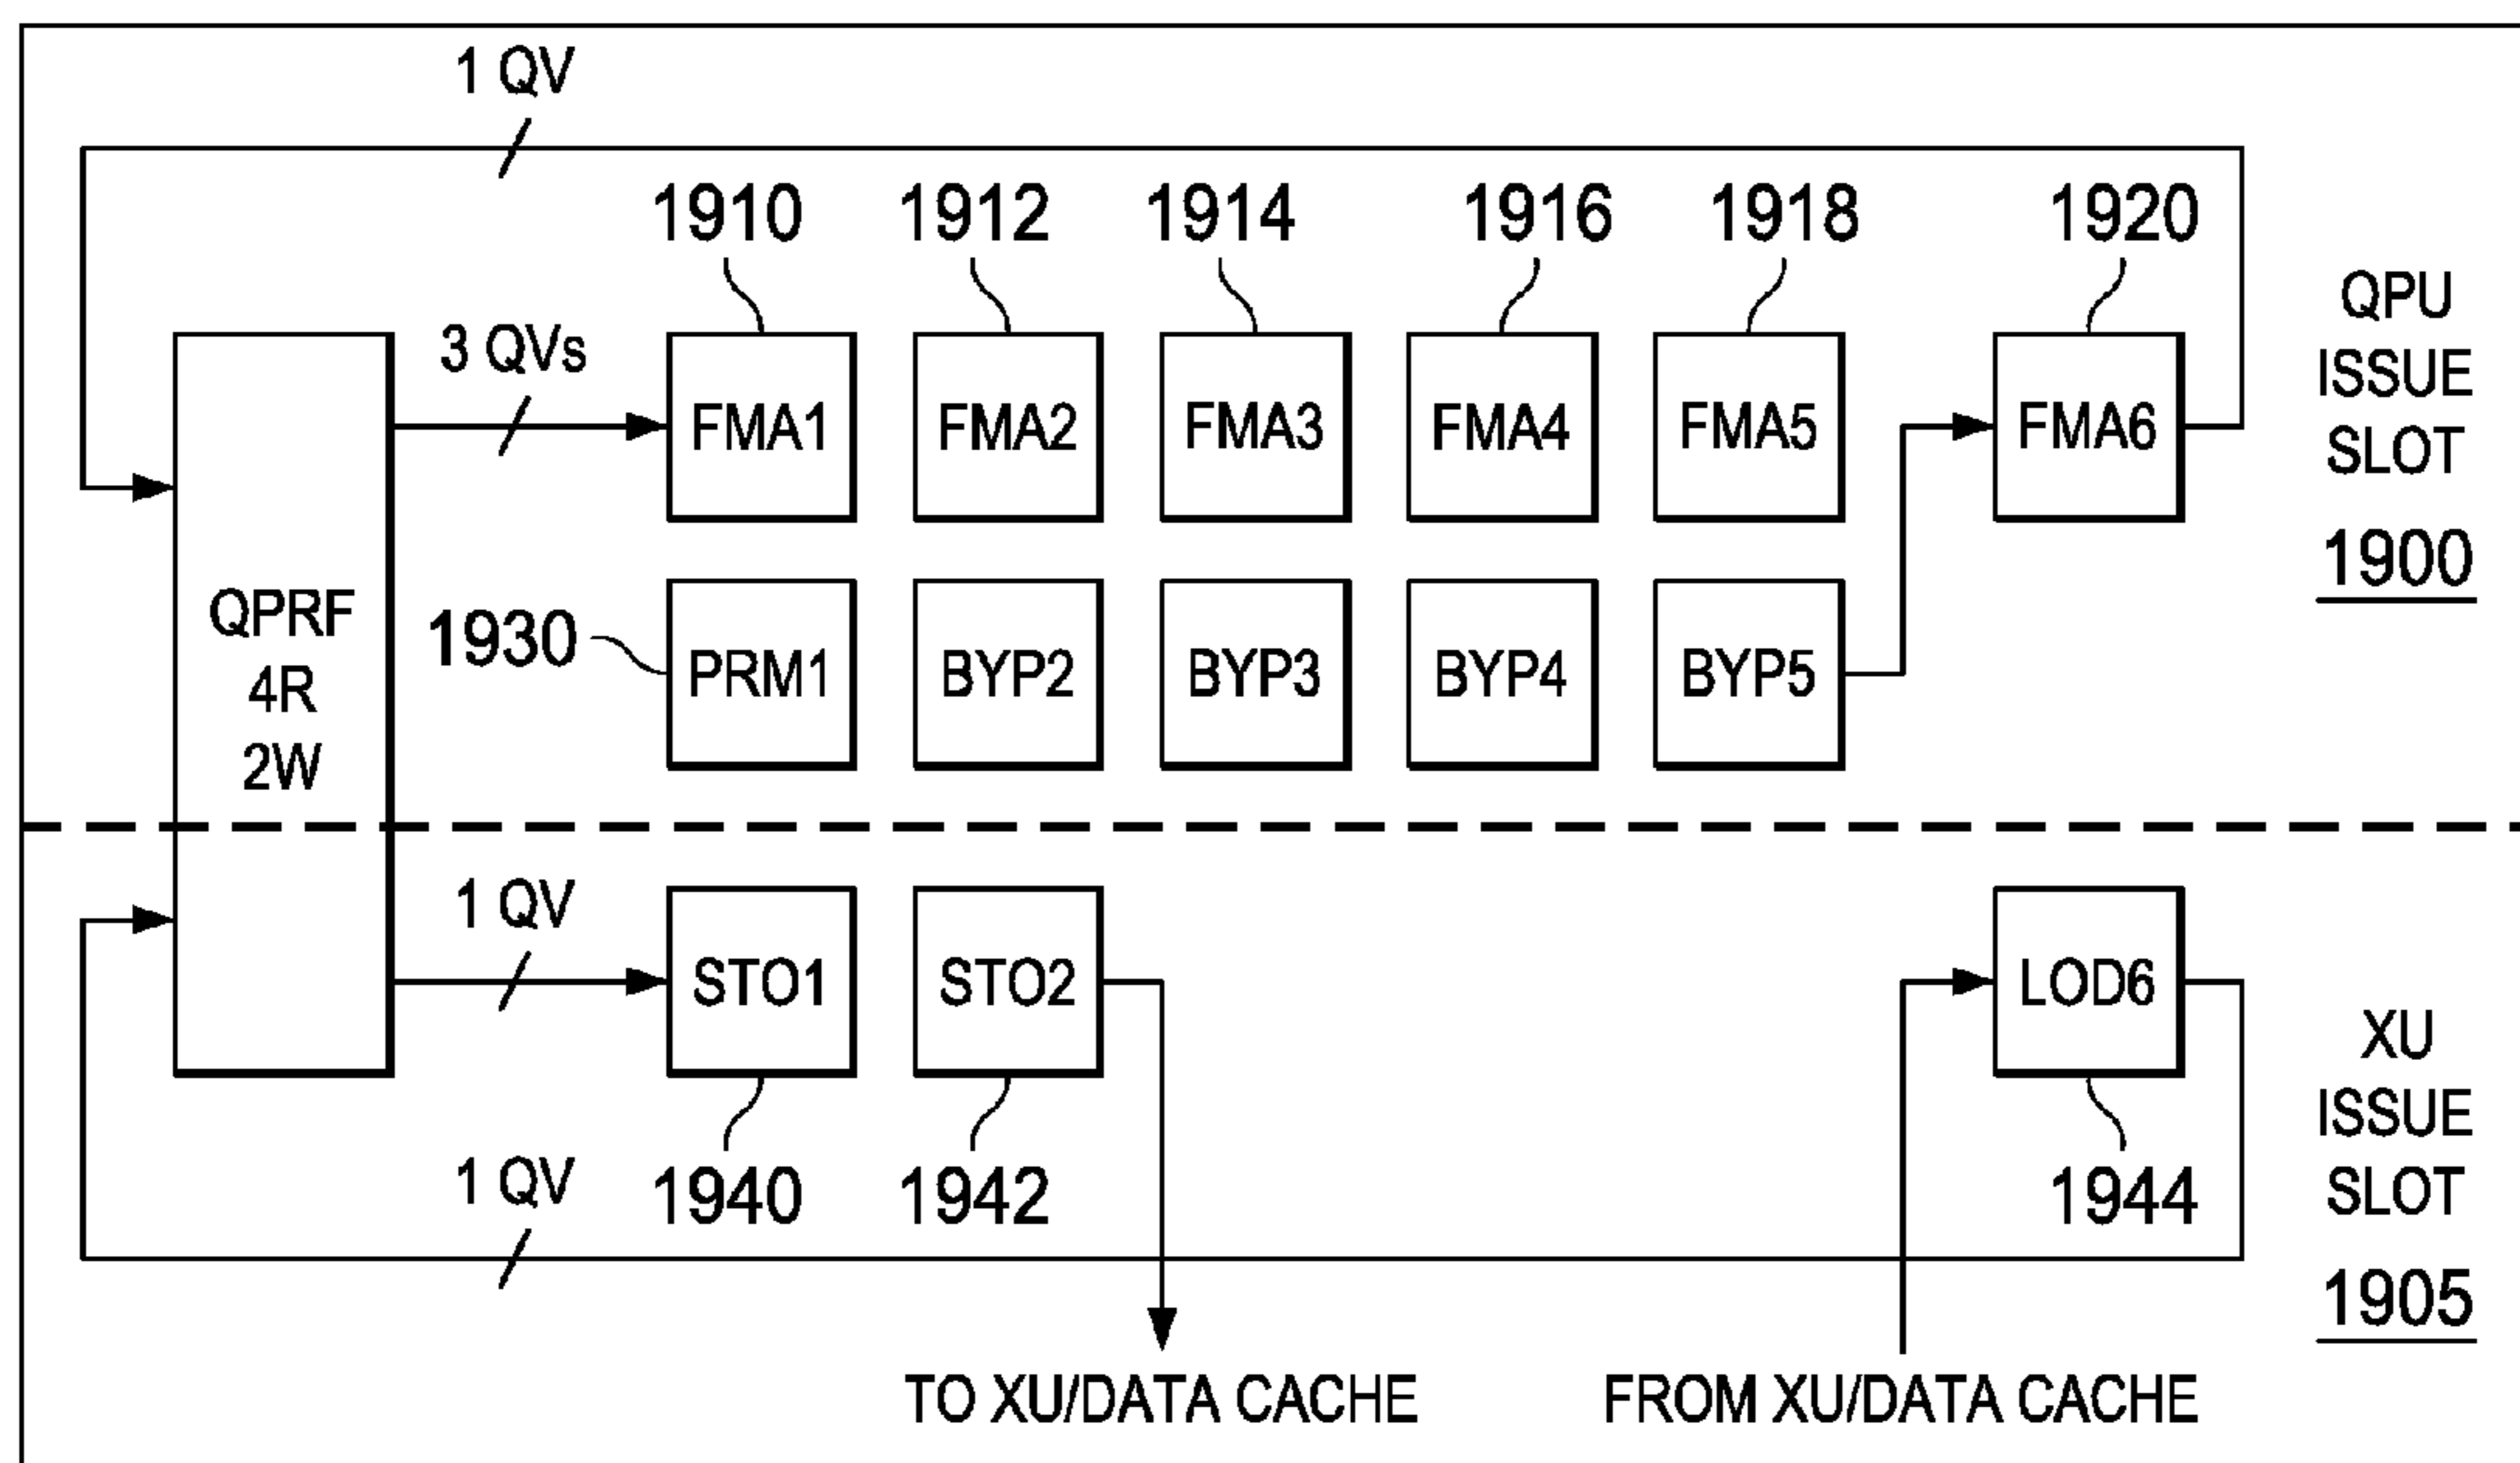 1 QV
1910 1912 1914 1916 1918 1920
3 QVs
FMA1 FMA2 FMA3 FMA4 FMA5 FMA6
QPU
ISSUE
SLOT
1900
QPRF
4R
2W
1930
PRM1 BYP2 BYP3 BYP4 BYP5
1 QV
STO1 STO2 LOD6
XU
ISSUE
SLOT
1905
1 QV
1940 1942 1944
TO XU/DATA CACHE FROM XU/DATA CACHE